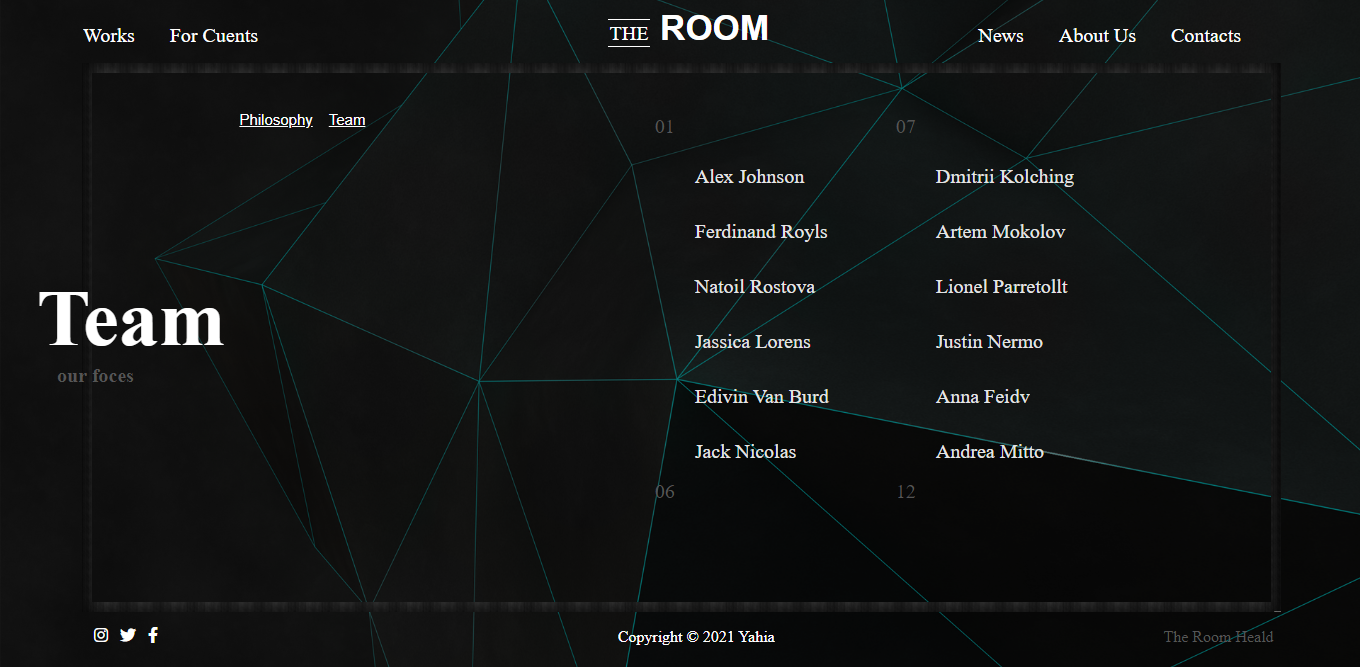 Works For Cuents THE ROOM News About Us Contacts
Philosophy Team
01 07
Alex Johnson Dmitrii Kolching
Ferdinand Royls Artem Mokolov
Natoil Rostova Lionel Parretollt
Team
our foces
Jassica Lorens Justin Nermo
Edivin Van Burd Anna Feidv
Jack Nicolas Andrea Mitto
06 12
Copyright © 2021 Yahia The Room Heald